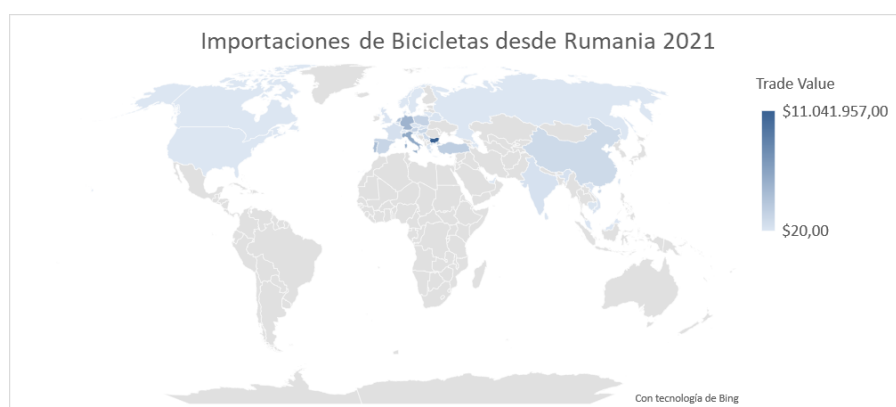 Importaciones de Bicicletas desde Rumania 2021
Trade Value
$11.041.957,00
$20,00
Con tecnología de Bing